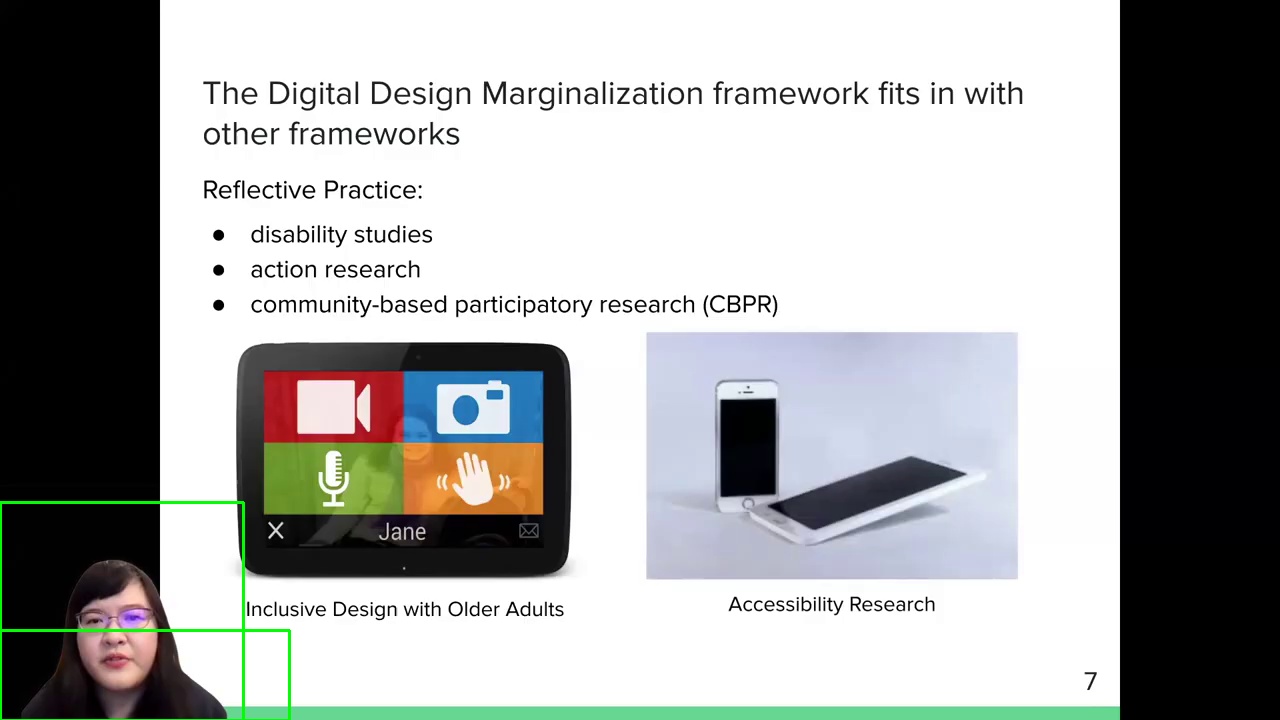 The Digital Design Marginalization framework fits in with
other frameworks
Reflective Practice:
● disability studies
● action research
● community-based participatory research (CBPR)
Jane
Inclusive Design with Older Adults
Accessibility Research
7